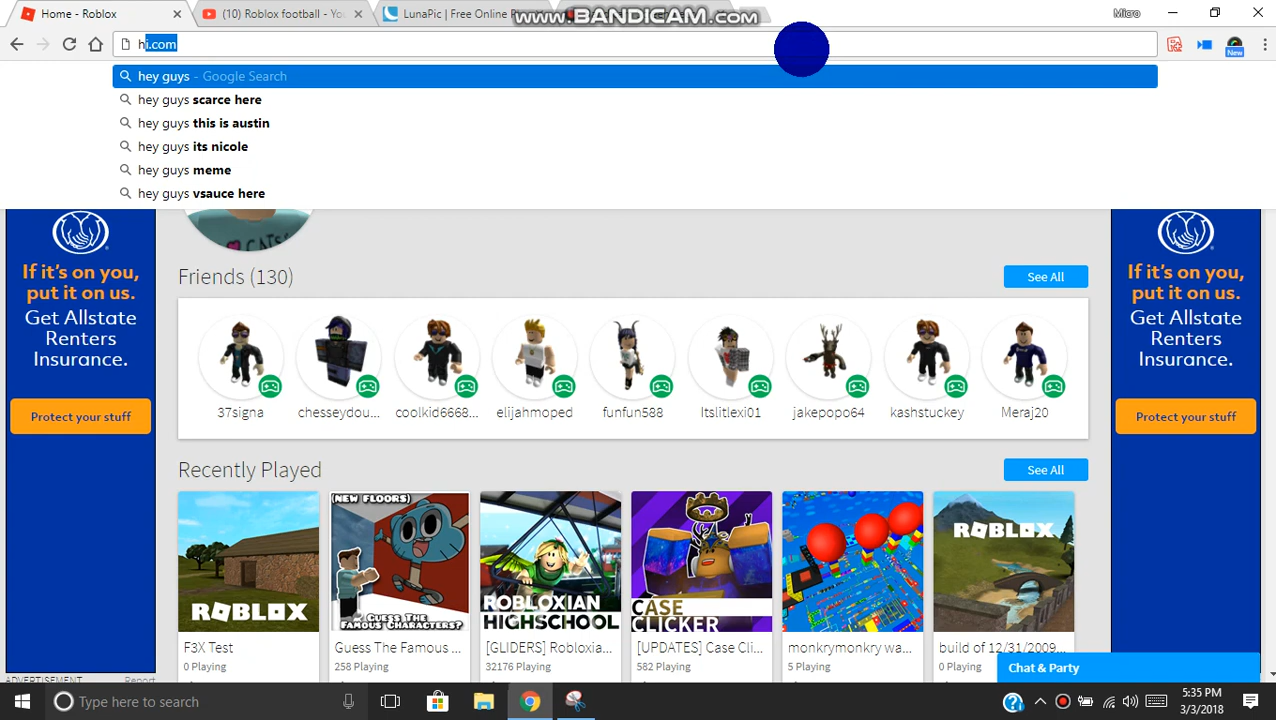 Home - Roblox
(10) Roblox football - Yo
LunaPic | Free Online P
www.BANDICAM.com
Micro
hi.com
New
hey guys - Google Search
hey guys scarce here
hey guys this is austin
hey guys its nicole
hey guys meme
hey guys vsauce here
If it's on you,
put it on us.
Get Allstate
Renters
Insurance.
Protect your stuff
If it's on you,
put it on us.
Get Allstate
Renters
Insurance.
Protect your stuff
Friends (130)
See All
37signa
chesseydou...
coolkid6668...
elijahmoped
funfun588
Itslitlexi01
jakepopo64
kashstuckey
Meraj20
Recently Played
See All
ROBLOX
(NEW FLOORS)
GUESS THE
FAMOUS CHARACTERS?
ROBLOXIAN
HIGHSCHOOL
CASE
CLICKER
ROBLOX
F3X Test
Guess The Famous ...
[GLIDERS] Robloxia...
[UPDATES] Case Cli...
monkrymonkry wa...
build of 12/31/2009...
0 Playing
258 Playing
32176 Playing
582 Playing
5 Playing
0 Playing
Chat & Party
ADVERTISEMENT
Report
Type here to search
5:35 PM
3/3/2018